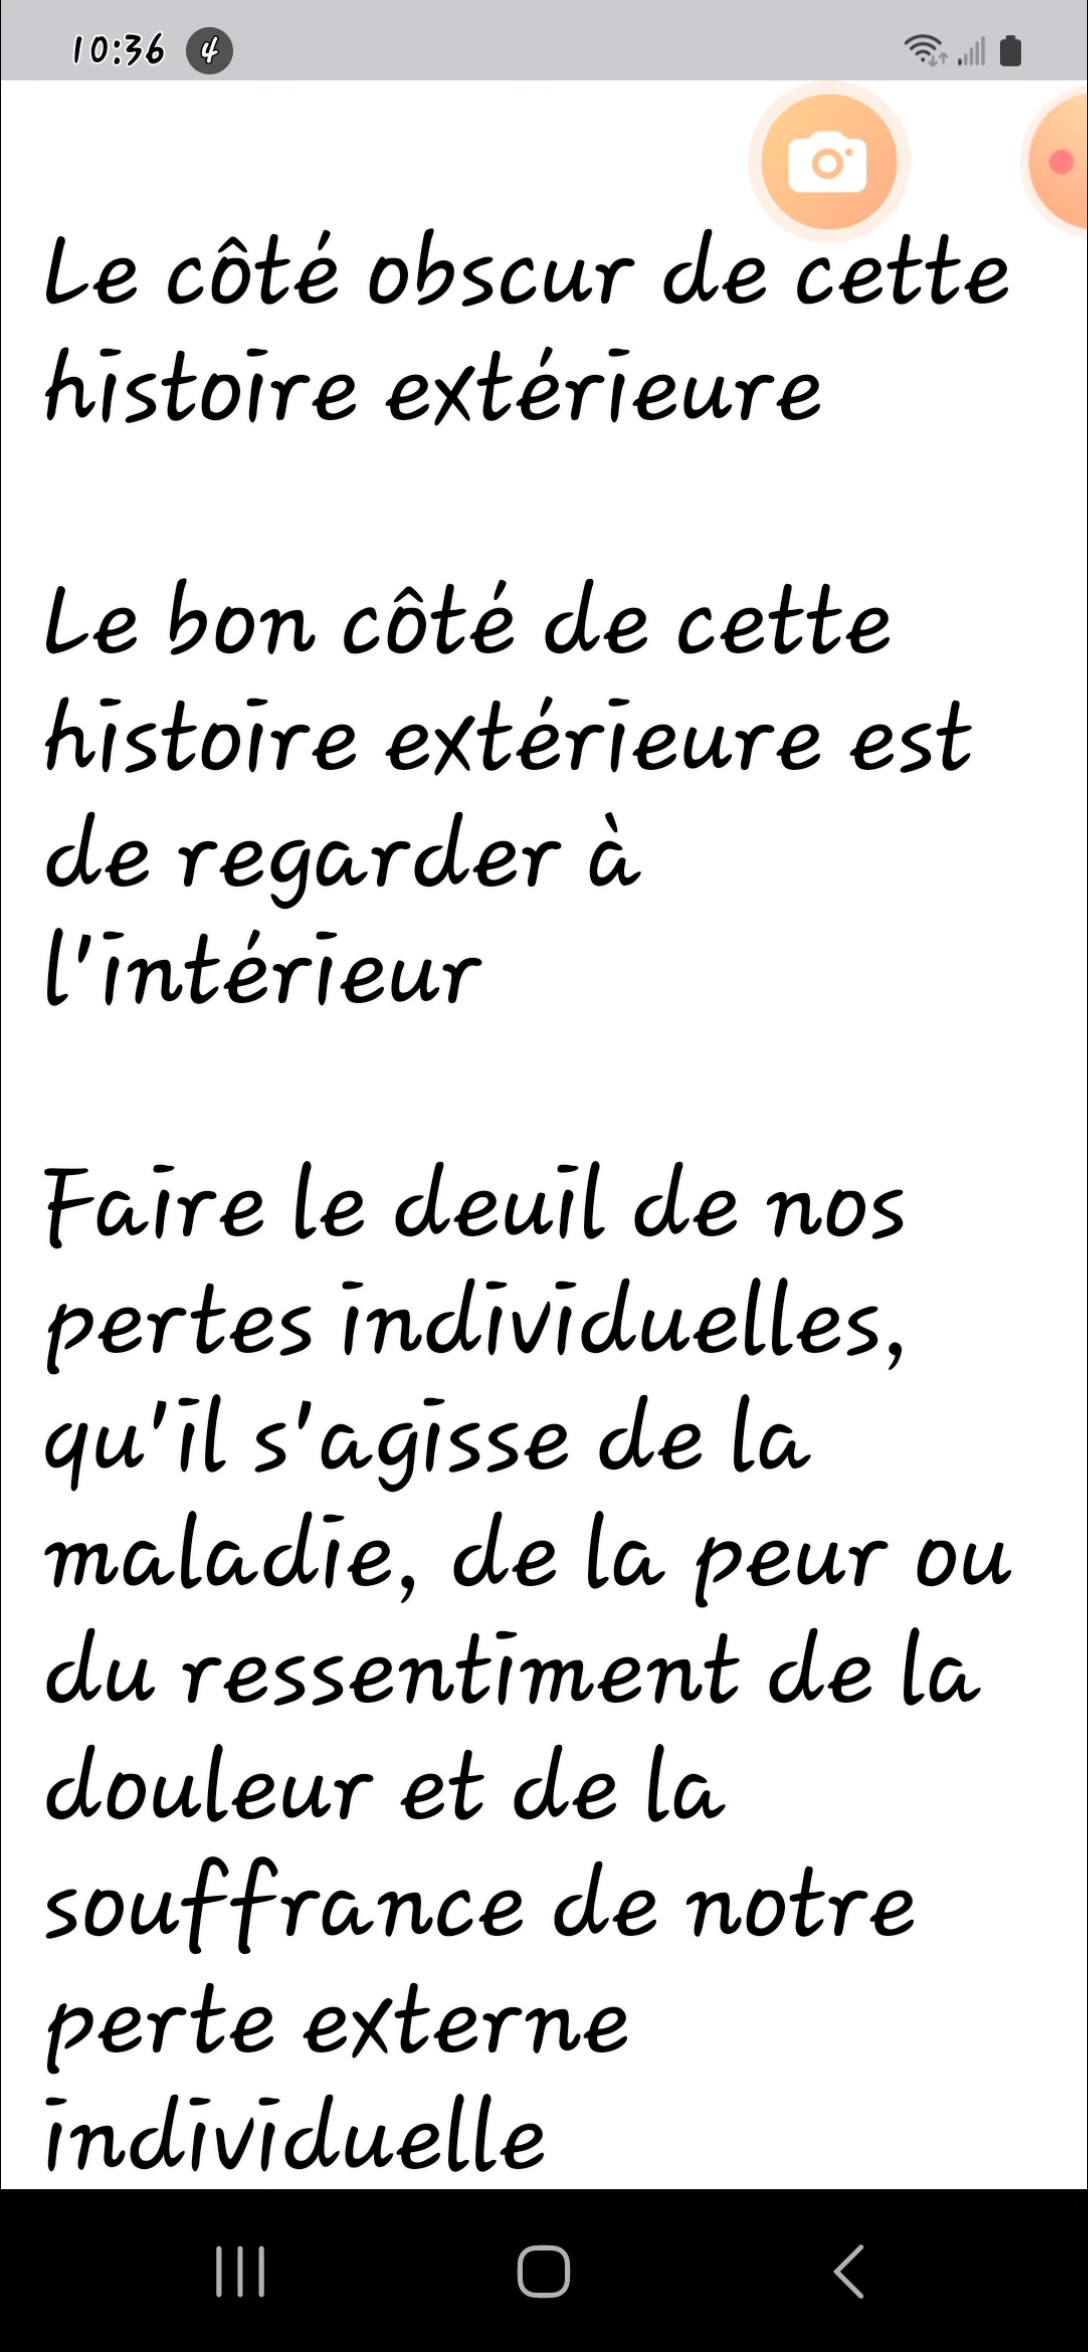 10:36 4
Le côté obscur de cette
histoire extérieure
Le bon côté de cette
histoire extérieure est
de regarder à
l'intérieur
Faire le deuil de nos
pertes individuelles,
qu'il s'agisse de la
maladie, de la peur ou
du ressentiment de la
douleur et de la
souffrance de notre
perte externe
individuelle